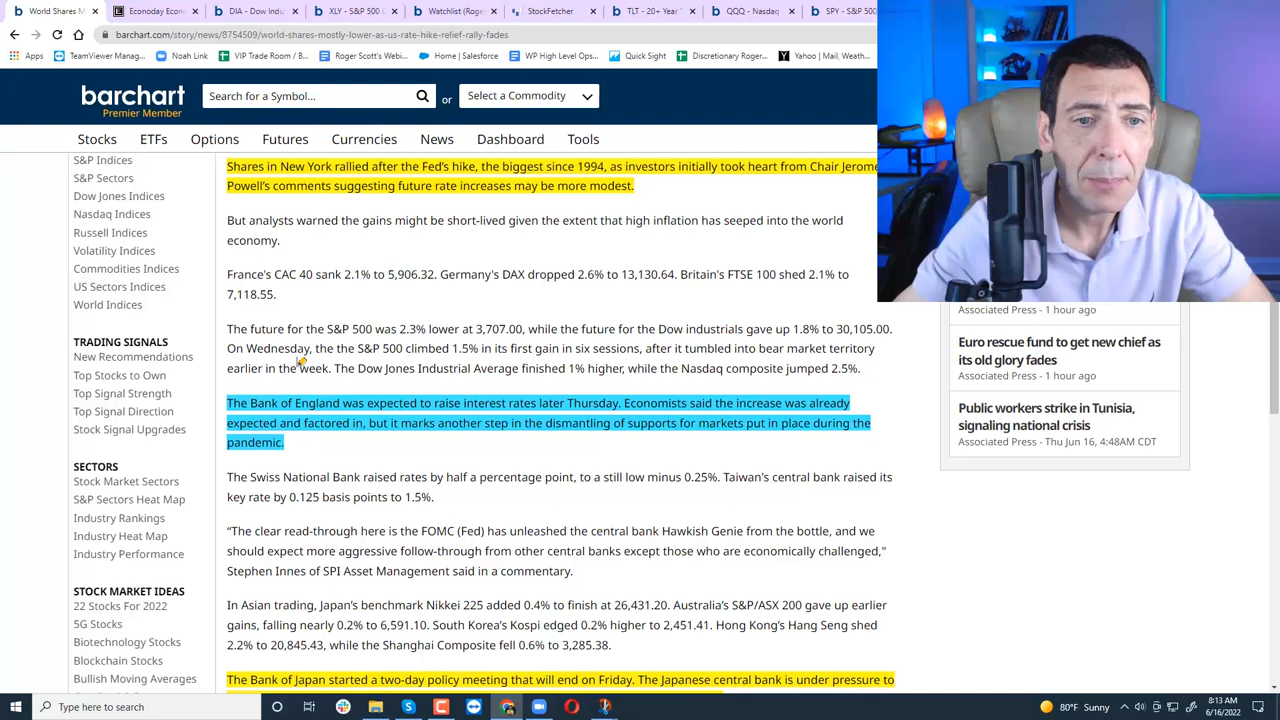 World Shares M
Econoday Econ
DIA - Dow Indu
XLY - S&P 500 C
Watchlist (Roge
StockFetcher
TLT - 20+ Year T
QQQ - Nasdaq
SPY - S&P 500
barchart.com/story/news/8754509/world-shares-mostly-lower-as-us-rate-hike-relief-rally-fades
Apps
TeamViewer Manag...
Noah Link
VIP Trade Room / B...
Roger Scott's Webi...
Home | Salesforce
WP High Level Ops...
Quick Sight
Discretionary Roger...
Yahoo | Mail, Weath...
barchart
Premier Member
Search for a Symbol...
or
Select a Commodity
Stocks
ETFs
Options
Futures
Currencies
News
Dashboard
Tools
S&P Indices
S&P Sectors
Dow Jones Indices
Nasdaq Indices
Russell Indices
Volatility Indices
Commodities Indices
US Sectors Indices
World Indices
TRADING SIGNALS
New Recommendations
Top Stocks to Own
Top Signal Strength
Top Signal Direction
Stock Signal Upgrades
SECTORS
Stock Market Sectors
S&P Sectors Heat Map
Industry Rankings
Industry Heat Map
Industry Performance
STOCK MARKET IDEAS
22 Stocks For 2022
5G Stocks
Biotechnology Stocks
Blockchain Stocks
Bullish Moving Averages
Shares in New York rallied after the Fed's hike, the biggest since 1994, as investors initially took heart from Chair Jerome
Powell's comments suggesting future rate increases may be more modest.
But analysts warned the gains might be short-lived given the extent that high inflation has seeped into the world
economy.
France's CAC 40 sank 2.1% to 5,906.32. Germany's DAX dropped 2.6% to 13,130.64. Britain's FTSE 100 shed 2.1% to
7,118.55.
The future for the S&P 500 was 2.3% lower at 3,707.00, while the future for the Dow industrials gave up 1.8% to 30,105.00.
On Wednesday, the the S&P 500 climbed 1.5% in its first gain in six sessions, after it tumbled into bear market territory
earlier in the week. The Dow Jones Industrial Average finished 1% higher, while the Nasdaq composite jumped 2.5%.
The Bank of England was expected to raise interest rates later Thursday. Economists said the increase was already
expected and factored in, but it marks another step in the dismantling of supports for markets put in place during the
pandemic.
The Swiss National Bank raised rates by half a percentage point, to a still low minus 0.25%. Taiwan's central bank raised its
key rate by 0.125 basis points to 1.5%.
“The clear read-through here is the FOMC (Fed) has unleashed the central bank Hawkish Genie from the bottle, and we
should expect more aggressive follow-through from other central banks except those who are economically challenged,"
Stephen Innes of SPI Asset Management said in a commentary.
In Asian trading, Japan's benchmark Nikkei 225 added 0.4% to finish at 26,431.20. Australia's S&P/ASX 200 gave up earlier
gains, falling nearly 0.2% to 6,591.10. South Korea's Kospi edged 0.2% higher to 2,451.41. Hong Kong's Hang Seng shed
2.2% to 20,845.43, while the Shanghai Composite fell 0.6% to 3,285.38.
The Bank of Japan started a two-day policy meeting that will end on Friday. The Japanese central bank is under pressure to
Associated Press - 1 hour ago
Euro rescue fund to get new chief as
its old glory fades
Associated Press - 1 hour ago
Public workers strike in Tunisia,
signaling national crisis
Associated Press - Thu Jun 16, 4:48AM CDT
Type here to search
80°F Sunny
8:13 AM
6/16/2022